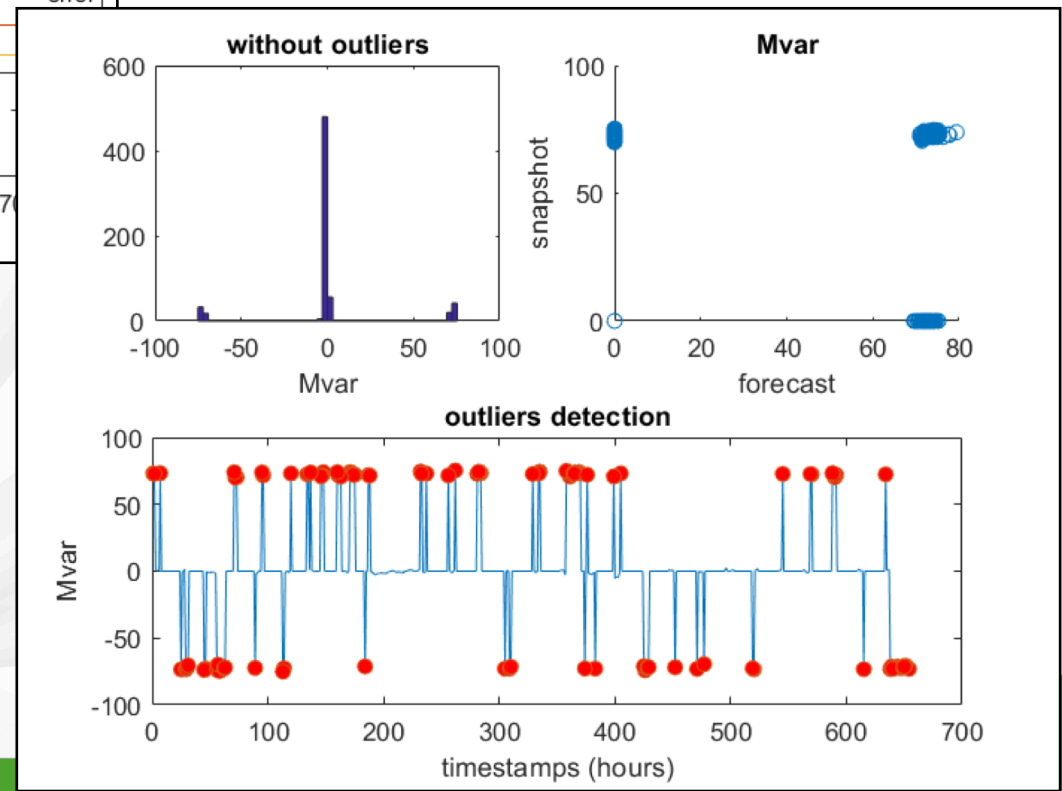 without outliers
600
400
200
0
-100 -50 0 50 100
Mvar
Mvar
100
50
0
snapshot
0 20 40 60 80
forecast
outliers detection
100
50
0
-50
-100
Mvar
0 100 200 300 400 500 600 700
timestamps (hours)